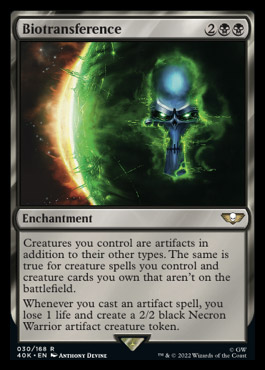 Biotransference 2
Enchantment
Creatures you control are artifacts in
addition to their other types. The same is
true for creature spells you control and
creature cards you own that aren't on the
battlefield.
Whenever you cast an artifact spell, you
lose 1 life and create a 2/2 black Necron
Warrior artifact creature token.
030/168 R © GW
40K • EN ANTHONY DEVINE ™ & © 2022 Wizards of the Coast